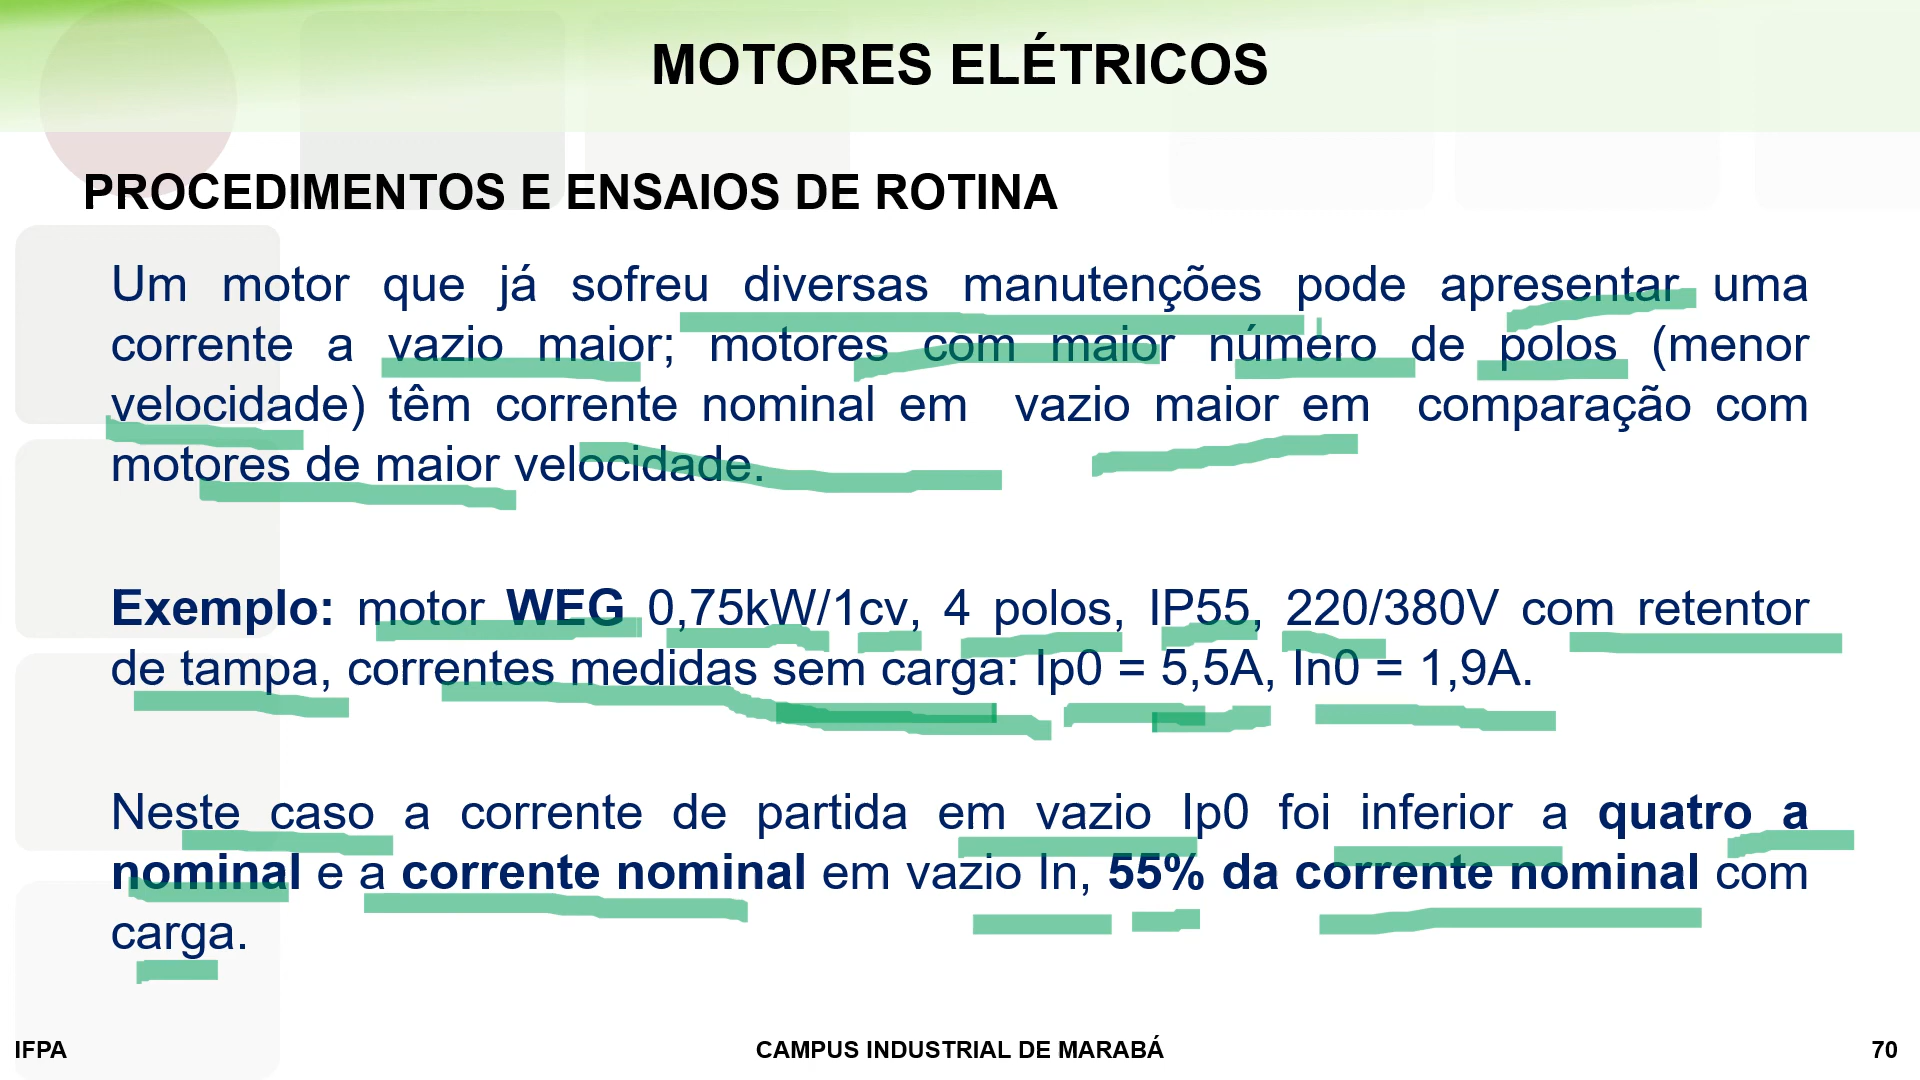 MOTORES ELÉTRICOS
PROCEDIMENTOS E ENSAIOS DE ROTINA
Um motor que já sofreu diversas manutenções pode apresentar uma
corrente a vazio maior; motores com maior número de polos (menor
velocidade) têm corrente nominal em vazio maior em comparação com
motores de maior velocidade.
Exemplo: motor WEG 0,75kW/1cv, 4 polos, IP55, 220/380V com retentor
de tampa, correntes medidas sem carga: Ip0 = 5,5A, In0 = 1,9A.
Neste caso a corrente de partida em vazio Ip0 foi inferior a quatro a
nominal e a corrente nominal em vazio In, 55% da corrente nominal com
carga.
IFPA
CAMPUS INDUSTRIAL DE MARABÁ
70